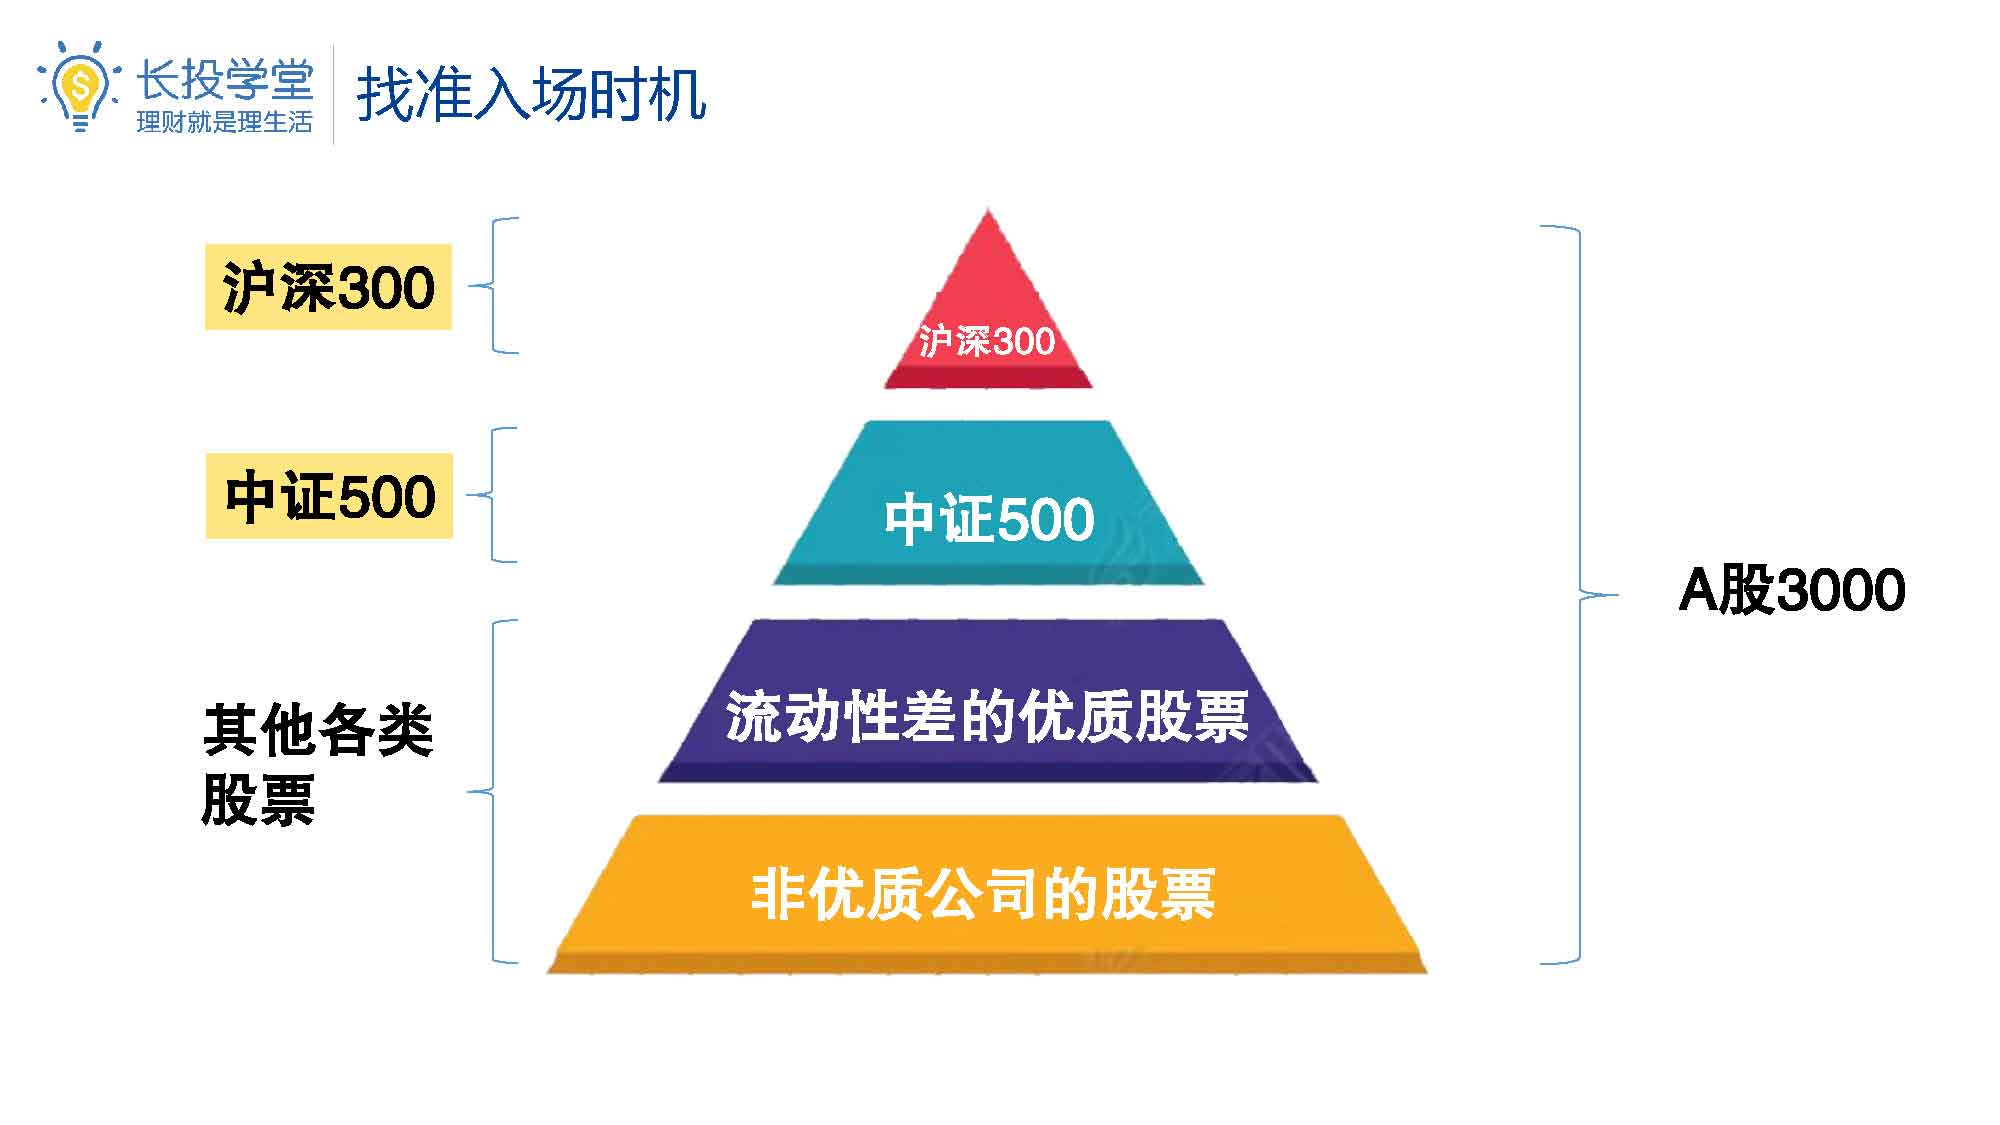 长投学堂
理财就是理生活
找准入场时机
沪深300
沪深300
中证500
中证500
A股3000
其他各类
股票
流动性差的优质股票
非优质公司的股票